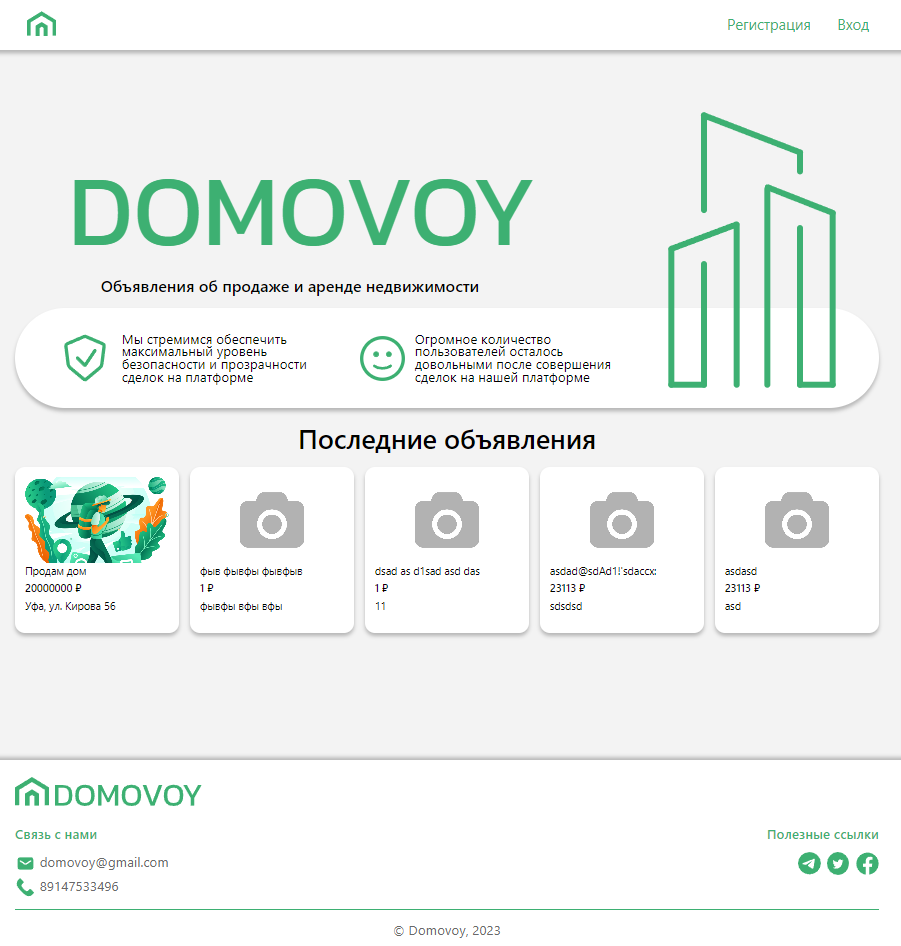 Регистрация Вход
DOMOVOY
Объявления об продаже и аренде недвижимости
Мы стремимся обеспечить
максимальный уровень
безопасности и прозрачности
сделок на платформе
Огромное количество
пользователей осталось
довольными после совершения
сделок на нашей платформе
Последние объявления
Продам дом
20000000 ₽
Уфа, ул. Кирова 56
фыв фывфы фывфыв
1 ₽
фывфы вфы вфы
dsad as d1sad asd das
1 ₽
11
asdad@sdAd1!'sdaccx:
23113 ₽
sdsdsd
asdasd
23113 ₽
asd
DOMOVOY
Связь с нами
domovoy@gmail.com
89147533496
Полезные ссылки
© Domovoy, 2023